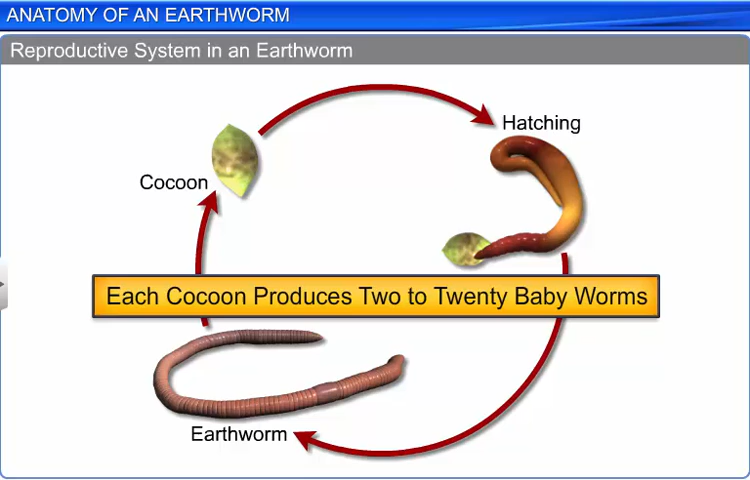 ANATOMY OF AN EARTHWORM
Reproductive System in an Earthworm
Hatching
Cocoon
Each Cocoon Produces Two to Twenty Baby Worms
Earthworm